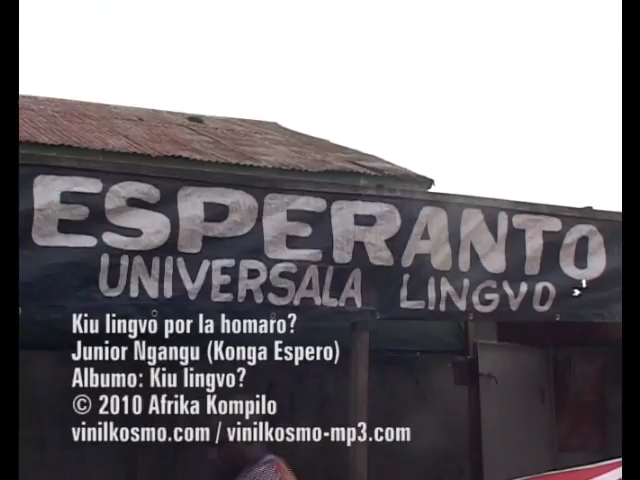 ESPERANTO
UNIVERSALA LINGVO
Kiu lingvo por la homaro?
Junior Ngangu (Konga Espero)
Albumo: Kiu lingvo?
© 2010 Afrika Kompilo
vinilkosmo.com / vinilkosmo-mp3.com